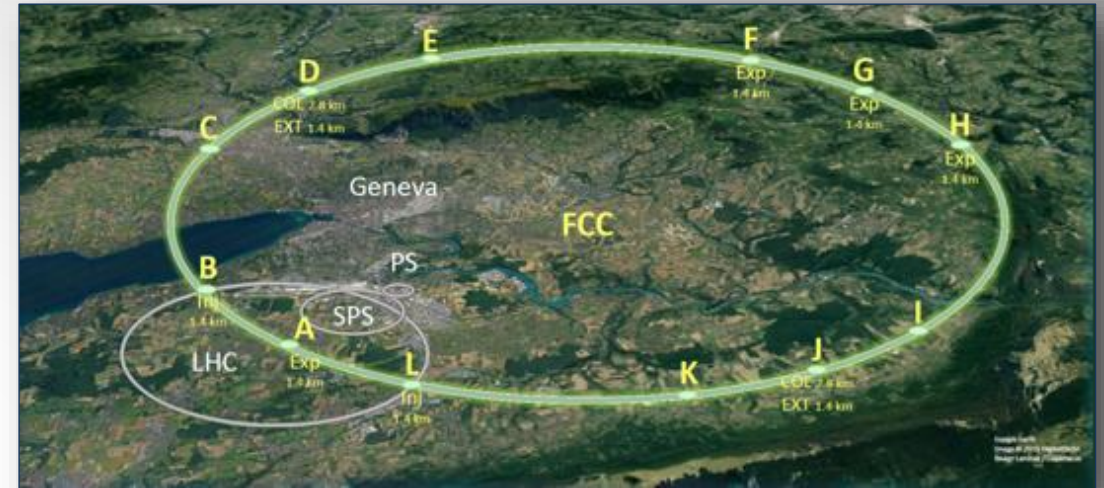 E
F
Exp
1.4 km
D
COL 2.8 km
EXT 1.4 km
G
Exp
1.4 km
C
H
Exp
1.4 km
Geneva
FCC
B
Inj
1.4 km
PS
SPS
A
Exp
1.4 km
LHC
L
Inj
1.4 km
I
J
COL 2.8 km
EXT 1.4 km
K
Google Earth